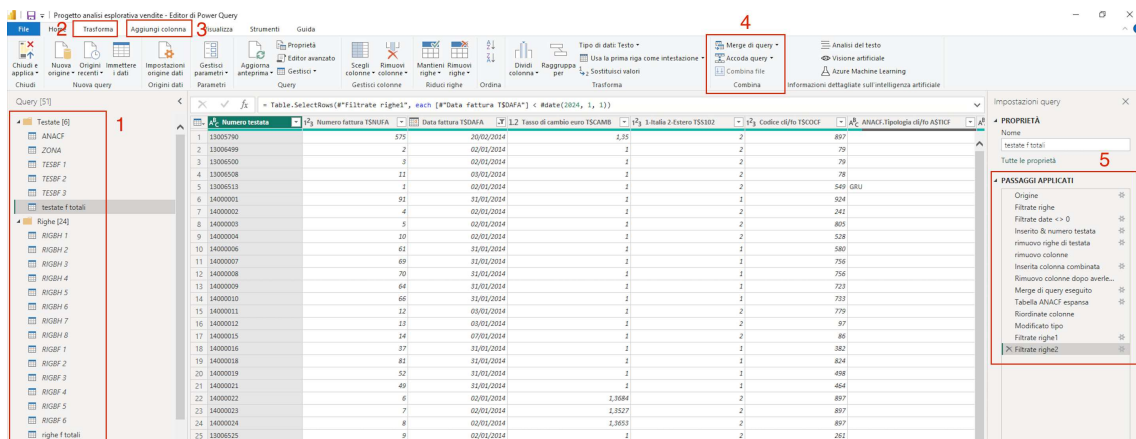 Progetto analisi esplorativa vendite - Editor di Power Query
File Home 2 Trasforma Aggiungi colonna 3 Visualizza Strumenti Guida
4
Chiudi e applica
Nuova origine
Origini recenti
Immettere i dati
Impostazioni origine dati
Gestisci parametri
Aggiorna anteprima
Proprietà
Editor avanzato
Gestisci
Scegli colonne
Rimuovi colonne
Mantieni righe
Rimuovi righe
Dividi colonna
Raggruppa per
Tipo di dati: Testo
Usa la prima riga come intestazione
Sostituisci valori
Merge di query
Accoda query
Combina file
Analisi del testo
Visione artificiale
Azure Machine Learning
Chiudi Nuova query Origini dati Parametri Query Gestisci colonne Riduci righe Ordina Trasforma Combina Informazioni dettagliate sull'intelligenza artificiale
Query [51]
1
Testate [6]
ANACF
ZONA
TESBF 1
TESBF 2
TESBF 3
testate f totali
Righe [24]
RIGBH 1
RIGBH 2
RIGBH 3
RIGBH 4
RIGBH 5
RIGBH 6
RIGBH 7
RIGBH 8
RIGBF 1
RIGBF 2
RIGBF 3
RIGBF 4
RIGBF 5
RIGBF 6
righe f totali
= Table.SelectRows(#"Filtrate righe1", each [#"Data fattura T$DAFA"] < #date(2024, 1, 1))
Numero testata Numero fattura T$NUFA Data fattura T$DAFA 1.2 Tasso di cambio euro T$CAMB 1-Italia 2-Estero T$S102 Codice cli/fo T$COCF ANACF.Tipologia cli/fo A$TICF
1 13005790 575 20/02/2014 1,35 2 897
2 13006499 2 02/01/2014 1 2 79
3 13006500 3 02/01/2014 1 2 79
4 13006508 11 03/01/2014 1 2 78
5 13006513 1 02/01/2014 1 2 549 GRU
6 14000001 91 31/01/2014 1 1 924
7 14000002 4 02/01/2014 1 2 241
8 14000003 5 02/01/2014 1 2 805
9 14000004 10 02/01/2014 1 2 528
10 14000006 61 31/01/2014 1 1 580
11 14000007 69 31/01/2014 1 1 756
12 14000008 70 31/01/2014 1 1 756
13 14000009 64 31/01/2014 1 1 723
14 14000010 66 31/01/2014 1 1 733
15 14000011 12 03/01/2014 1 2 779
16 14000012 13 03/01/2014 1 2 97
17 14000015 14 07/01/2014 1 2 86
18 14000016 37 31/01/2014 1 1 382
19 14000018 81 31/01/2014 1 1 824
20 14000019 52 31/01/2014 1 1 498
21 14000021 49 31/01/2014 1 1 464
22 14000022 6 02/01/2014 1,3684 2 897
23 14000023 7 02/01/2014 1,3527 2 897
24 14000024 8 02/01/2014 1,3653 2 897
25 13006525 9 02/01/2014 1 2 261
Impostazioni query
PROPRIETÀ
Nome
testate f totali
Tutte le proprietà
5
PASSAGGI APPLICATI
Origine
Filtrate righe
Filtrate date <> 0
Inserito & numero testata
rimuovo righe di testata
rimuovo colonne
Inserita colonna combinata
Rimuovo colonne dopo averle...
Merge di query eseguito
Tabella ANACF espansa
Riordinate colonne
Modificato tipo
Filtrate righe1
Filtrate righe2